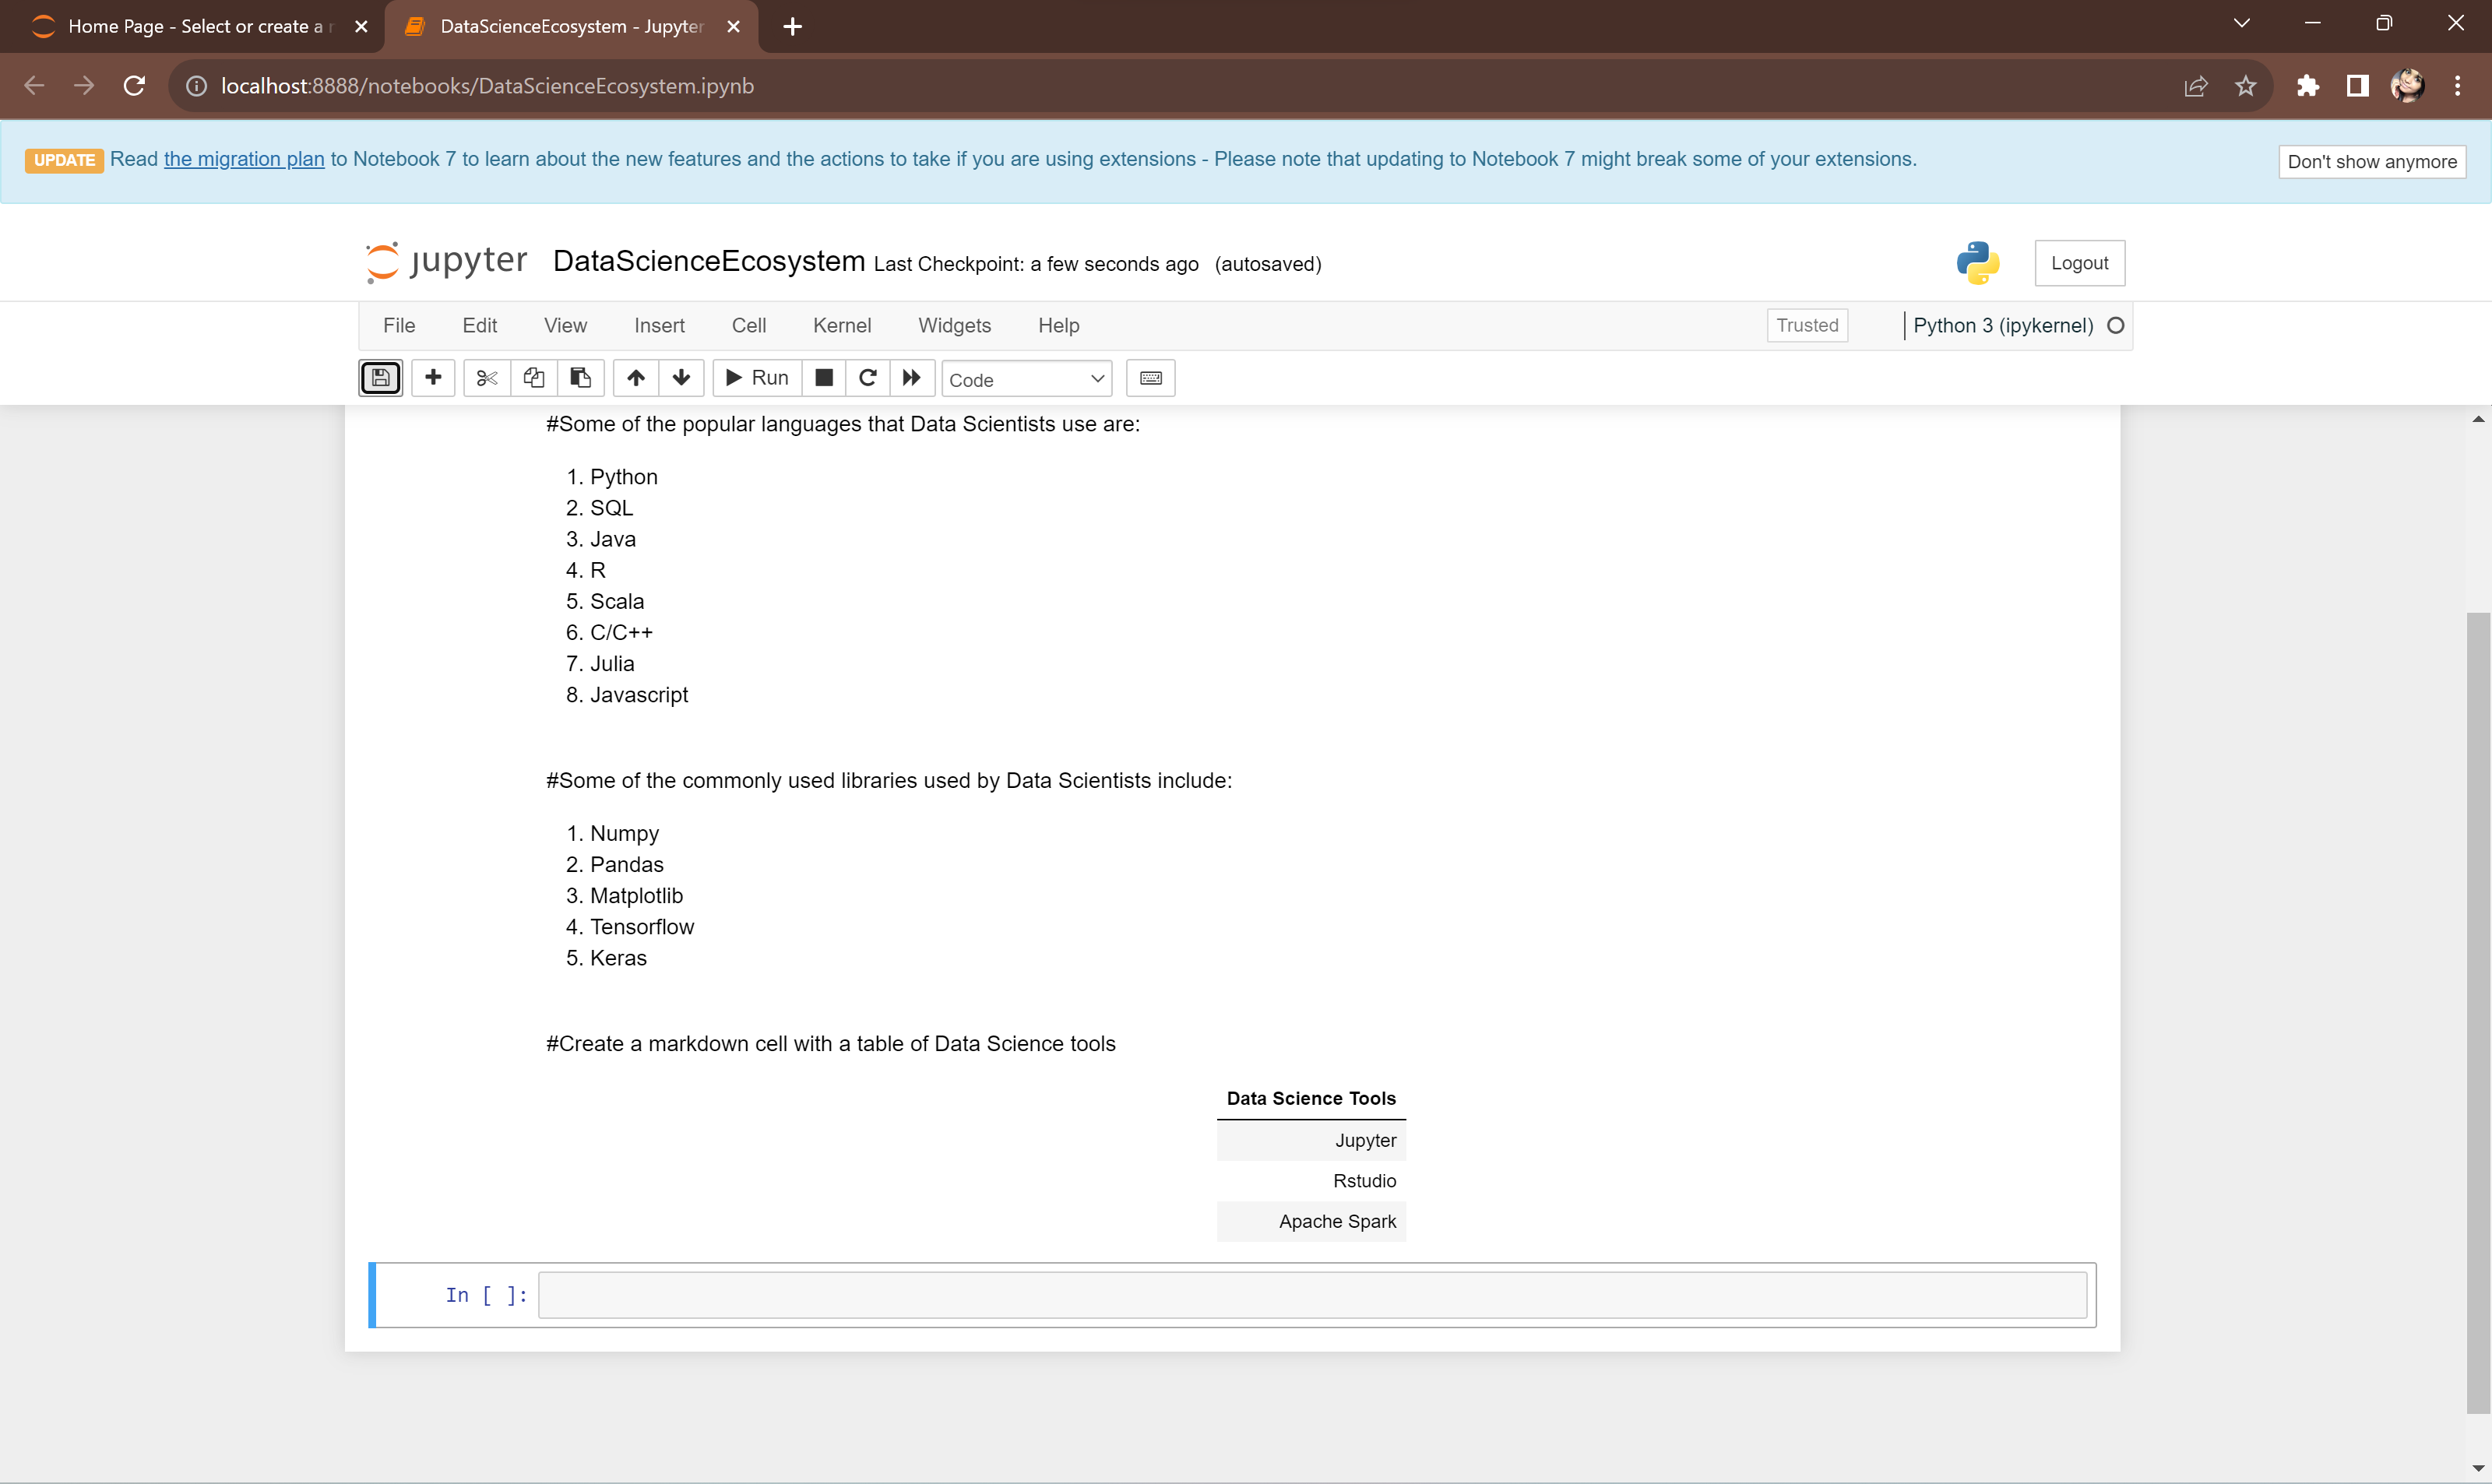 Home Page - Select or create a
DataScienceEcosystem - Jupyter
localhost:8888/notebooks/DataScienceEcosystem.ipynb
UPDATE Read the migration plan to Notebook 7 to learn about the new features and the actions to take if you are using extensions - Please note that updating to Notebook 7 might break some of your extensions.
Don't show anymore
jupyter DataScienceEcosystem Last Checkpoint: a few seconds ago (autosaved)
Logout
File Edit View Insert Cell Kernel Widgets Help
Trusted
Python 3 (ipykernel)
Run
Code
#Some of the popular languages that Data Scientists use are:
1. Python
2. SQL
3. Java
4. R
5. Scala
6. C/C++
7. Julia
8. Javascript
#Some of the commonly used libraries used by Data Scientists include:
1. Numpy
2. Pandas
3. Matplotlib
4. Tensorflow
5. Keras
#Create a markdown cell with a table of Data Science tools
Data Science Tools
Jupyter
Rstudio
Apache Spark
In [ ]: